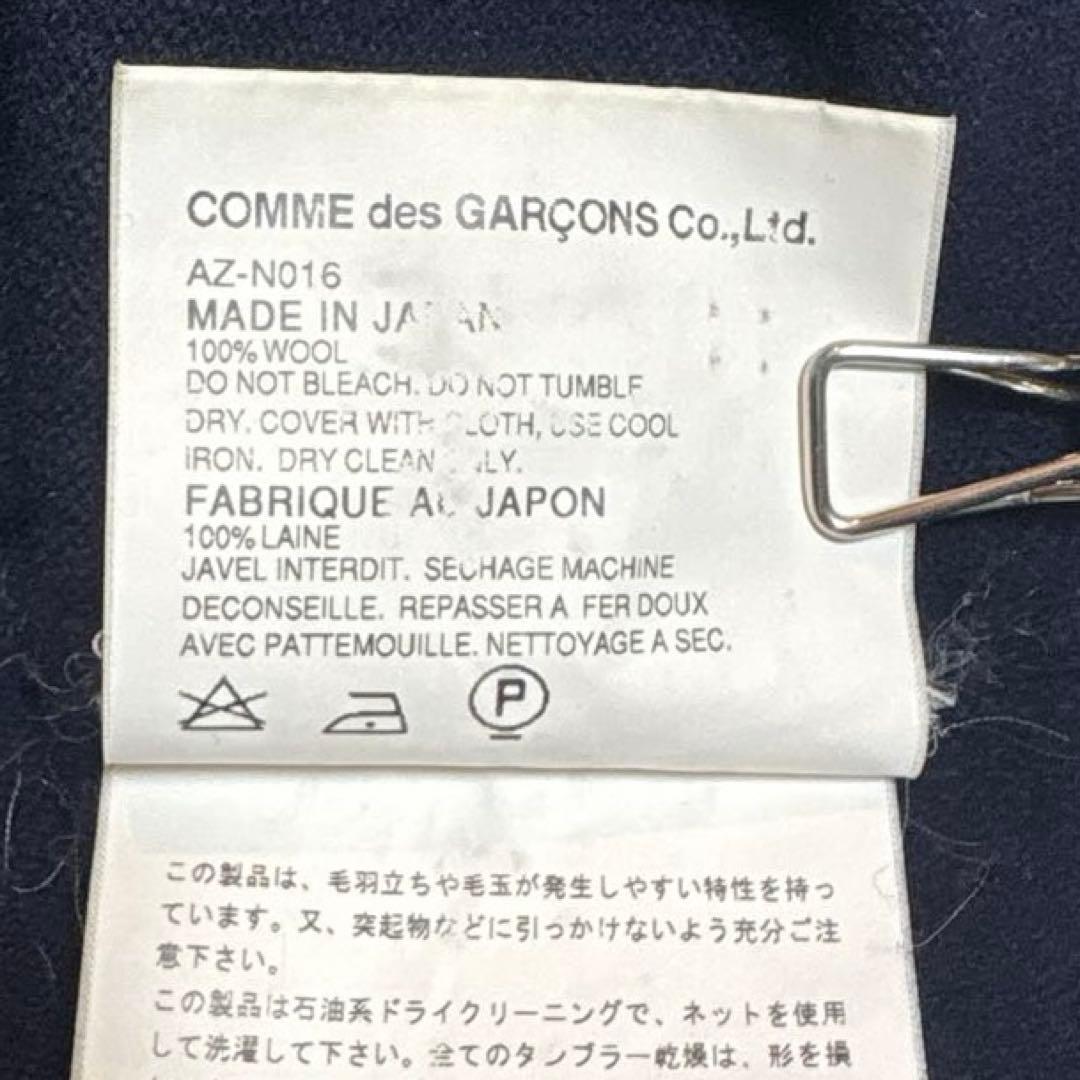 COMME des GARÇONS Co.,Ltd.
AZ-N016
MADE IN JAPAN
100% WOOL
DO NOT BLEACH. DO NOT TUMBLE
DRY. COVER WITH CLOTH, USE COOL
IRON. DRY CLEAN ONLY.
FABRIQUE AU JAPON
100% LAINE
JAVEL INTERDIT. SECHAGE MACHINE
DECONSEILLE. REPASSER A FER DOUX
AVEC PATTEMOUILLE. NETTOYAGE A SEC.
P
この製品は、毛羽立ちや毛玉が発生しやすい特性を持っ
ています。又、突起物などに引っかけないよう充分ご注
意下さい。
この製品は石油系ドライクリーニングで、ネットを使用
して洗濯して下さい。全てのタンブラー乾燥は、形を損